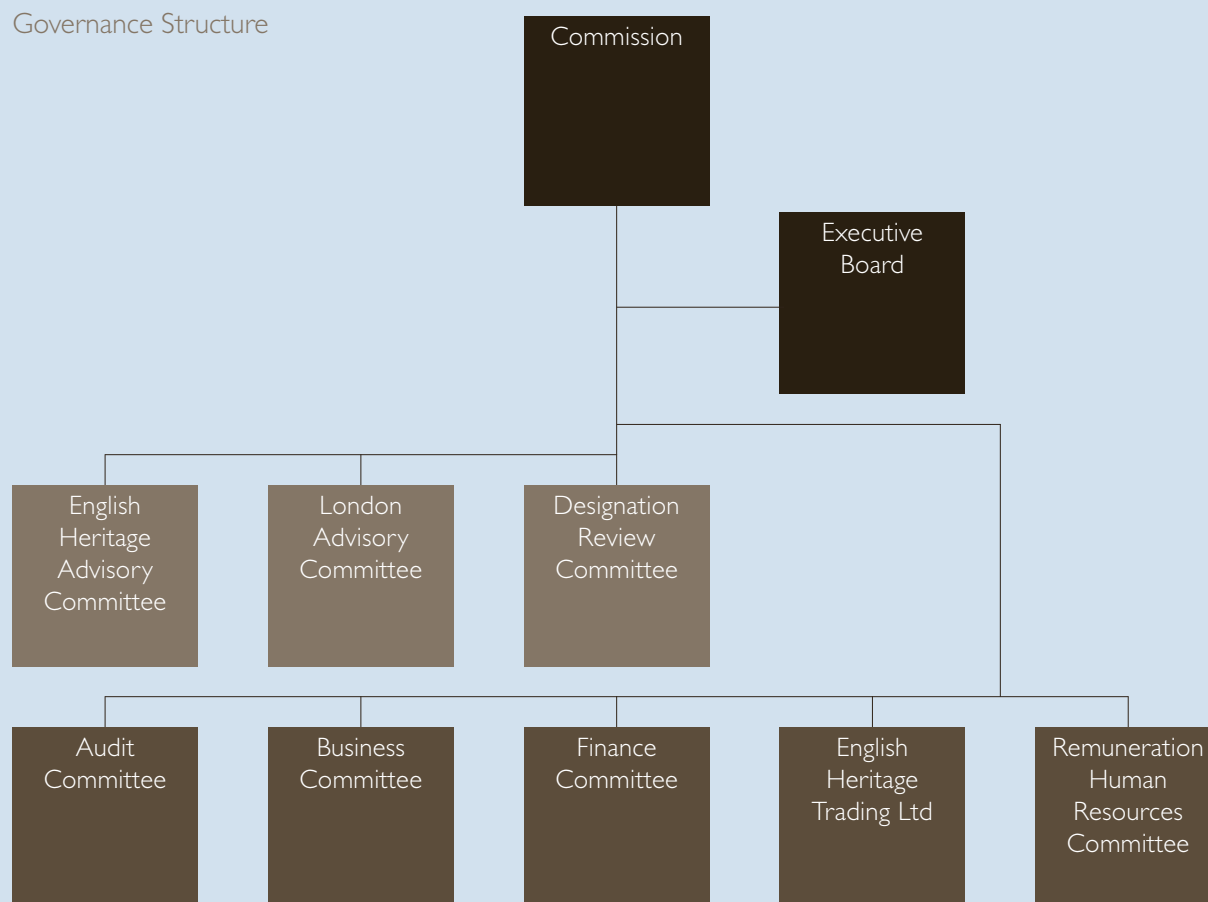 Governance Structure
Commission
Executive
Board
English
Heritage
Advisory
Committee
London
Advisory
Committee
Designation
Review
Committee
Audit
Committee
Business
Committee
Finance
Committee
English
Heritage
Trading Ltd
Remuneration
Human
Resources
Committee